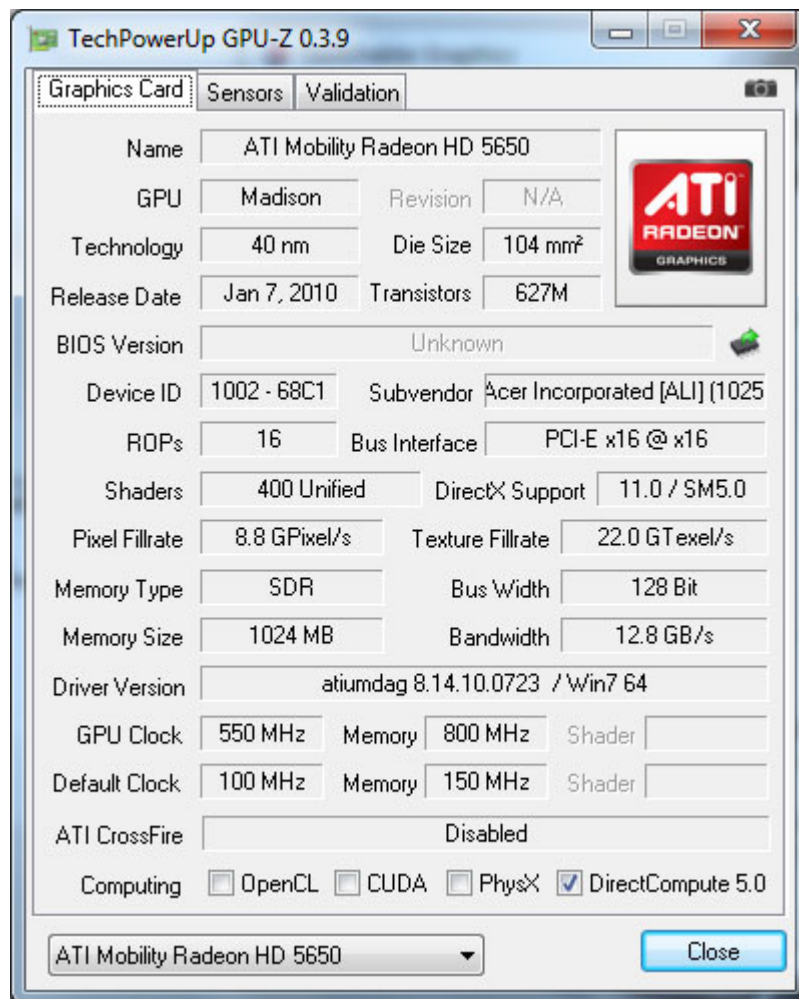 TechPowerUp GPU-Z 0.3.9
Graphics Card Sensors Validation
Name ATI Mobility Radeon HD 5650
GPU Madison Revision N/A
ATI
RADEON
GRAPHICS
Technology 40 nm Die Size 104 mm²
Release Date Jan 7, 2010 Transistors 627M
BIOS Version Unknown
Device ID 1002 - 68C1 Subvendor Acer Incorporated [ALI] (1025
ROPs 16 Bus Interface PCI-E x16 @ x16
Shaders 400 Unified DirectX Support 11.0 / SM5.0
Pixel Fillrate 8.8 GPixel/s Texture Fillrate 22.0 GTexel/s
Memory Type SDR Bus Width 128 Bit
Memory Size 1024 MB Bandwidth 12.8 GB/s
Driver Version atiumdag 8.14.10.0723 / Win7 64
GPU Clock 550 MHz Memory 800 MHz Shader
Default Clock 100 MHz Memory 150 MHz Shader
ATI CrossFire Disabled
Computing OpenCL CUDA PhysX DirectCompute 5.0
ATI Mobility Radeon HD 5650 Close